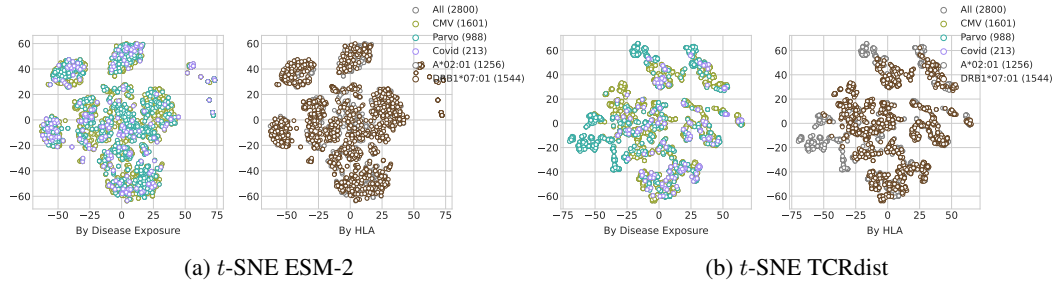 All (2800)
CMV (1601)
Parvo (988)
Covid (213)
A*02:01 (1256)
DRB1*07:01 (1544)
60
40
20
0
−20
−40
−60
−50 −25 0 25 50 75
By Disease Exposure
60
40
20
0
−20
−40
−60
−50 −25 0 25 50 75
By HLA
(a) t-SNE ESM-2
All (2800)
CMV (1601)
Parvo (988)
Covid (213)
A*02:01 (1256)
DRB1*07:01 (1544)
60
40
20
0
−20
−40
−60
−75 −50 −25 0 25 50
By Disease Exposure
60
40
20
0
−20
−40
−60
−75 −50 −25 0 25 50
By HLA
(b) t-SNE TCRdist